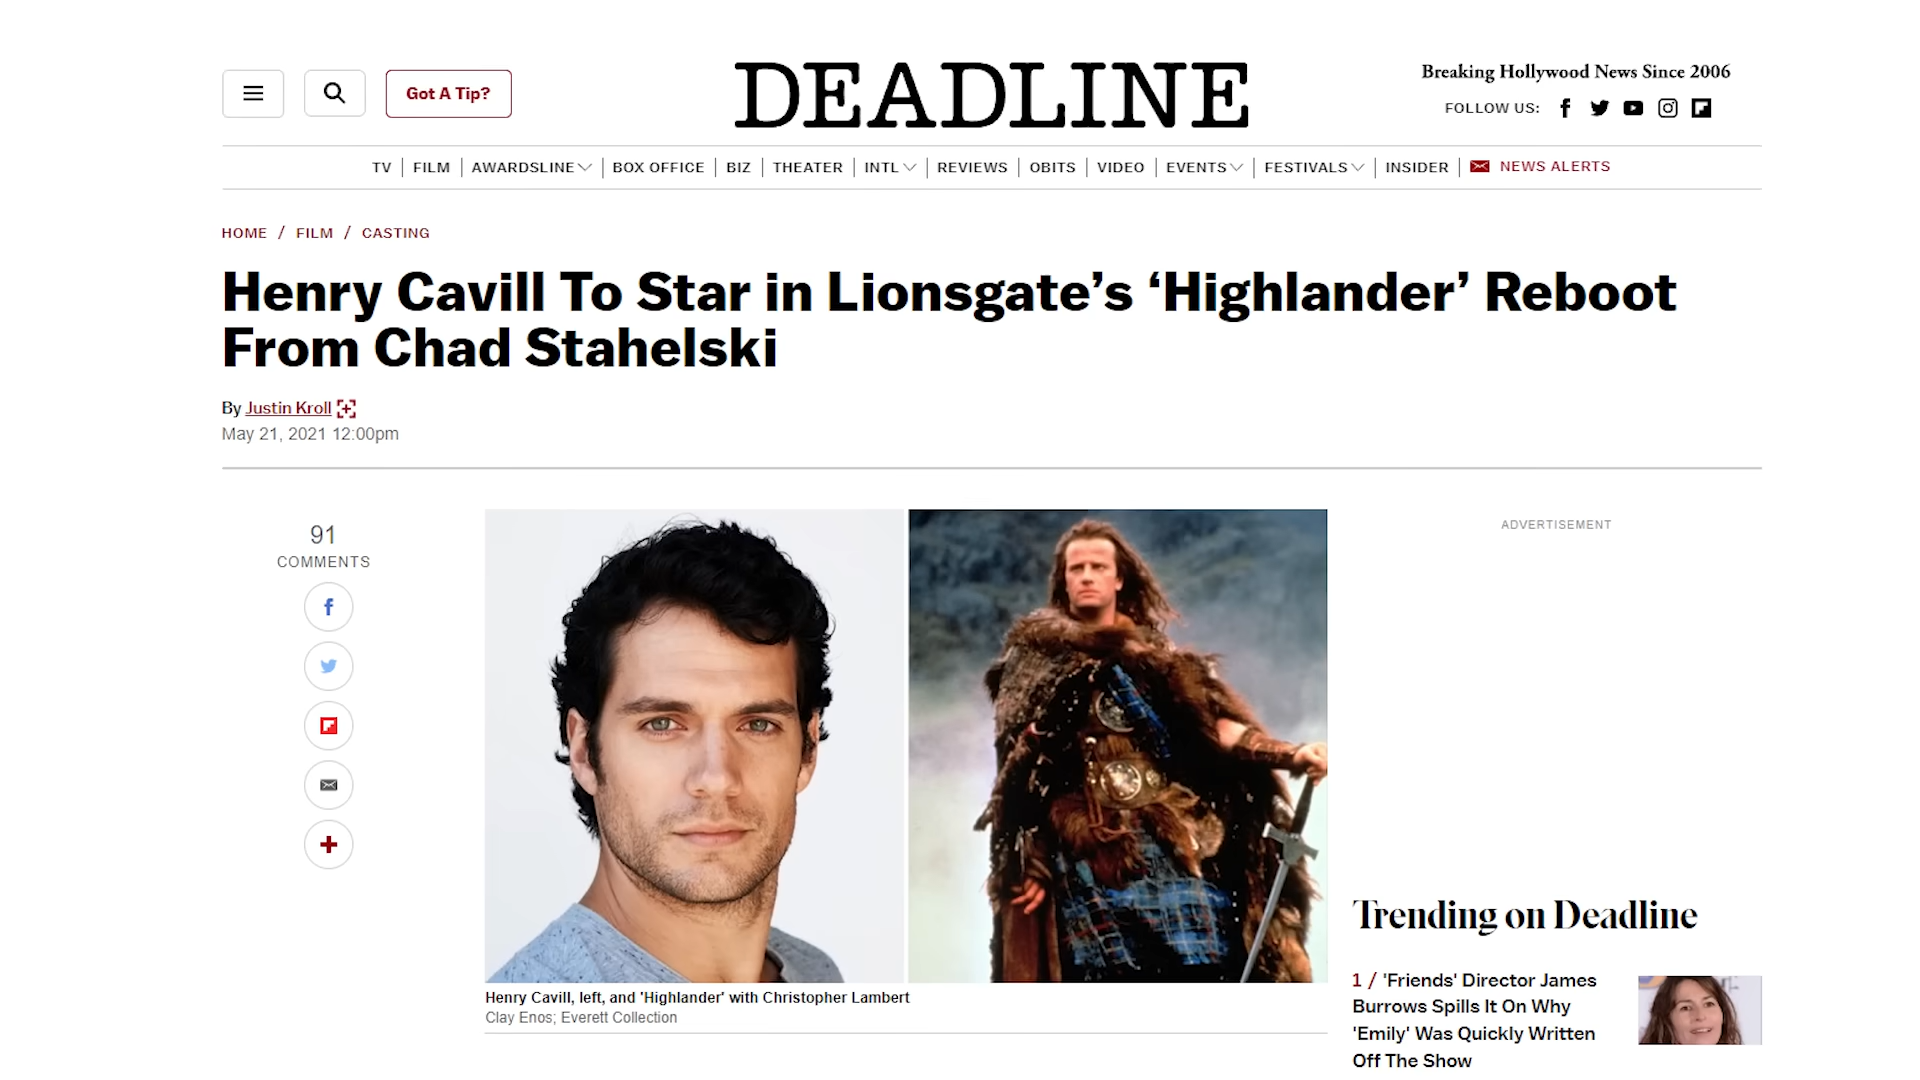 Got A Tip?
DEADLINE
Breaking Hollywood News Since 2006
FOLLOW US:
TV | FILM | AWARDSLINE | BOX OFFICE | BIZ | THEATER | INTL | REVIEWS | OBITS | VIDEO | EVENTS | FESTIVALS | INSIDER | NEWS ALERTS
HOME / FILM / CASTING
Henry Cavill To Star in Lionsgate’s ‘Highlander’ Reboot
From Chad Stahelski
By Justin Kroll
May 21, 2021 12:00pm
91
COMMENTS
ADVERTISEMENT
Henry Cavill, left, and 'Highlander' with Christopher Lambert
Clay Enos; Everett Collection
Trending on Deadline
1 / 'Friends' Director James
Burrows Spills It On Why
'Emily' Was Quickly Written
Off The Show